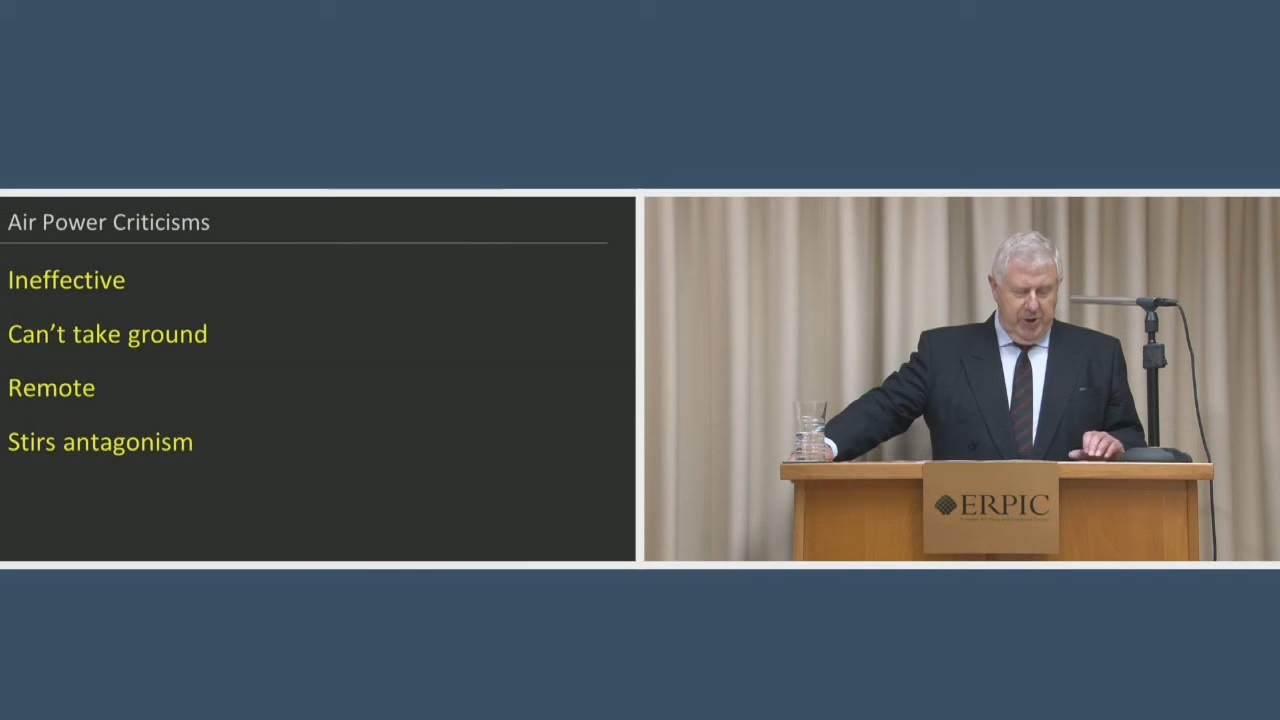 Air Power Criticisms
Ineffective
Can't take ground
Remote
Stirs antagonism
ERPIC